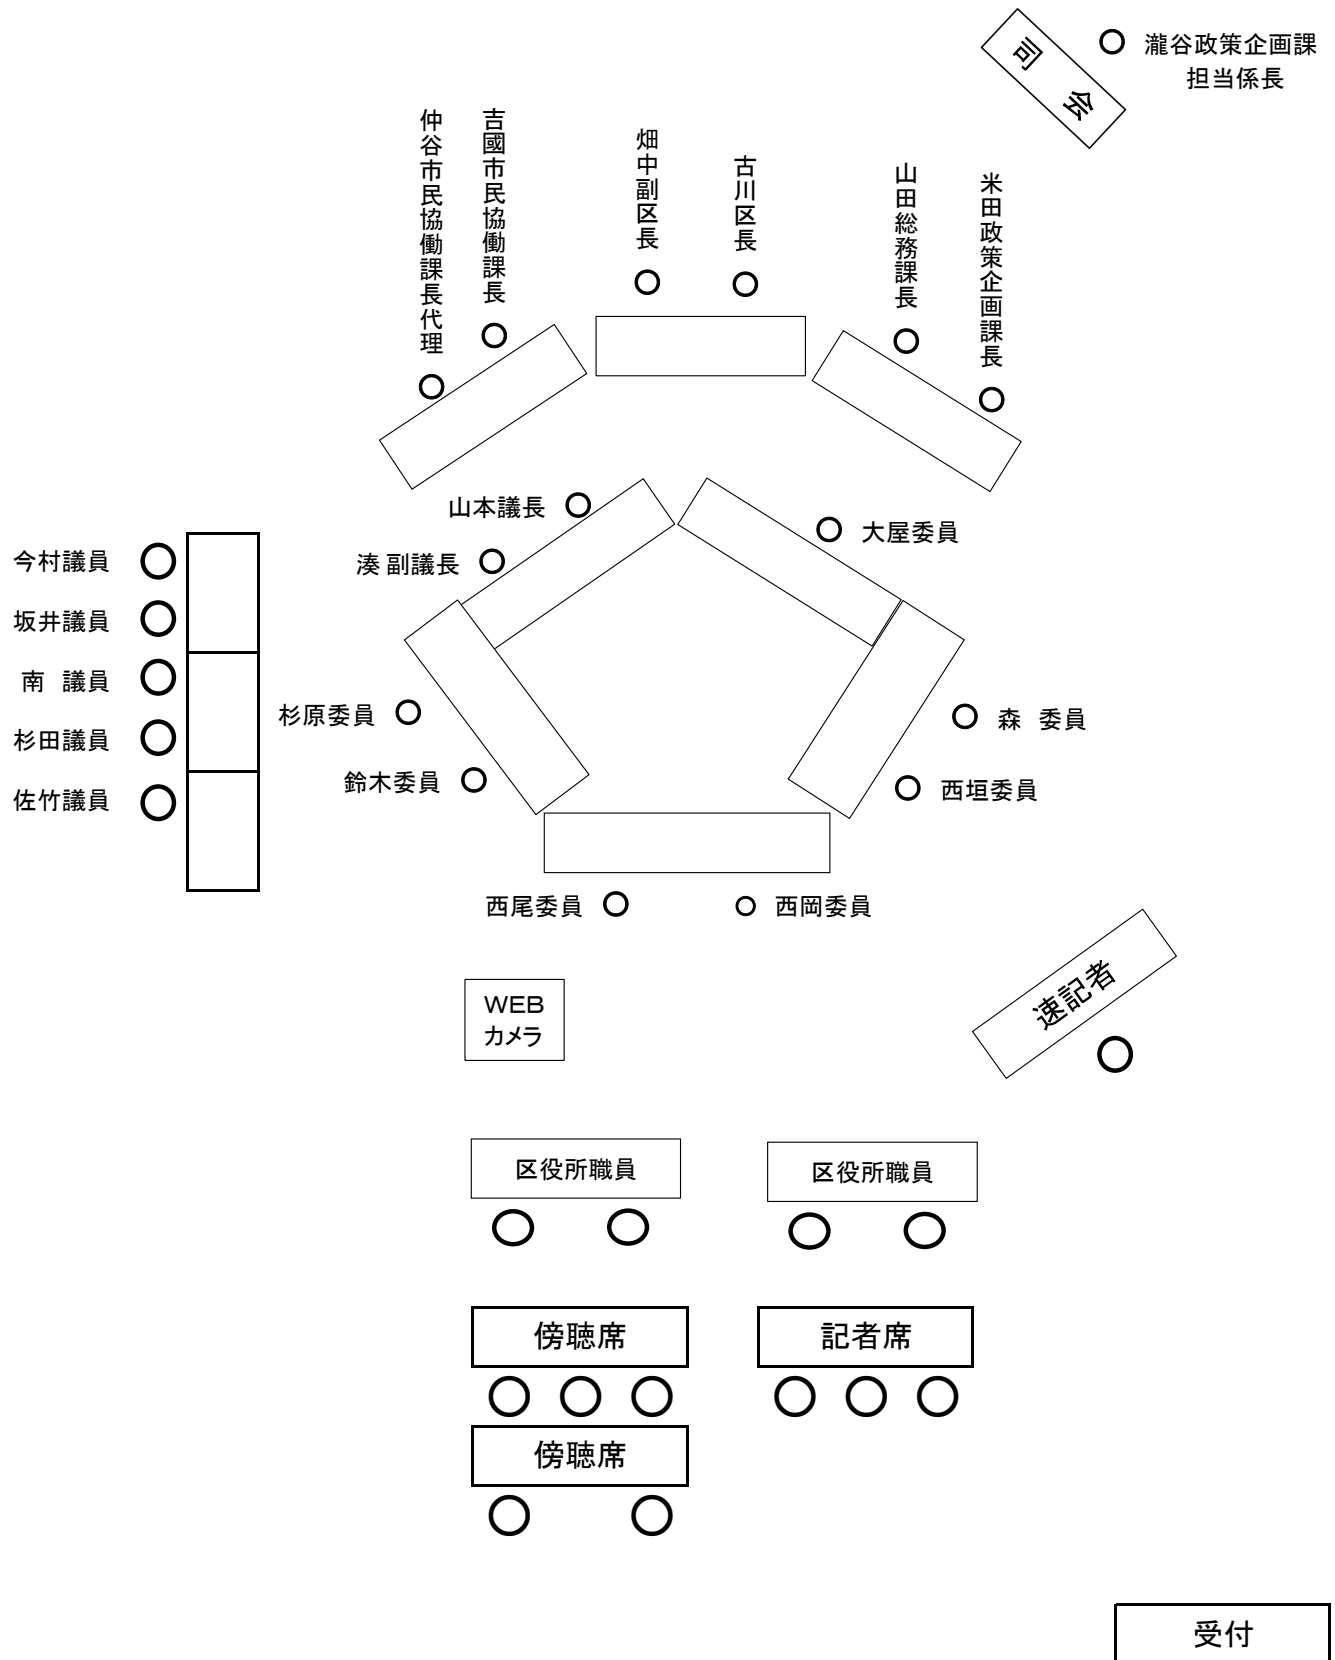 司会
瀧谷政策企画課
担当係長
仲谷市民協働課長代理
吉國市民協働課長
畑中副区長
古川区長
山田総務課長
米田政策企画課長
山本議長
湊 副議長
大屋委員
今村議員
坂井議員
南　議員
杉田議員
佐竹議員
杉原委員
鈴木委員
森　委員
西垣委員
西尾委員
西岡委員
WEB
カメラ
速記者
区役所職員
区役所職員
傍聴席
記者席
傍聴席
受付